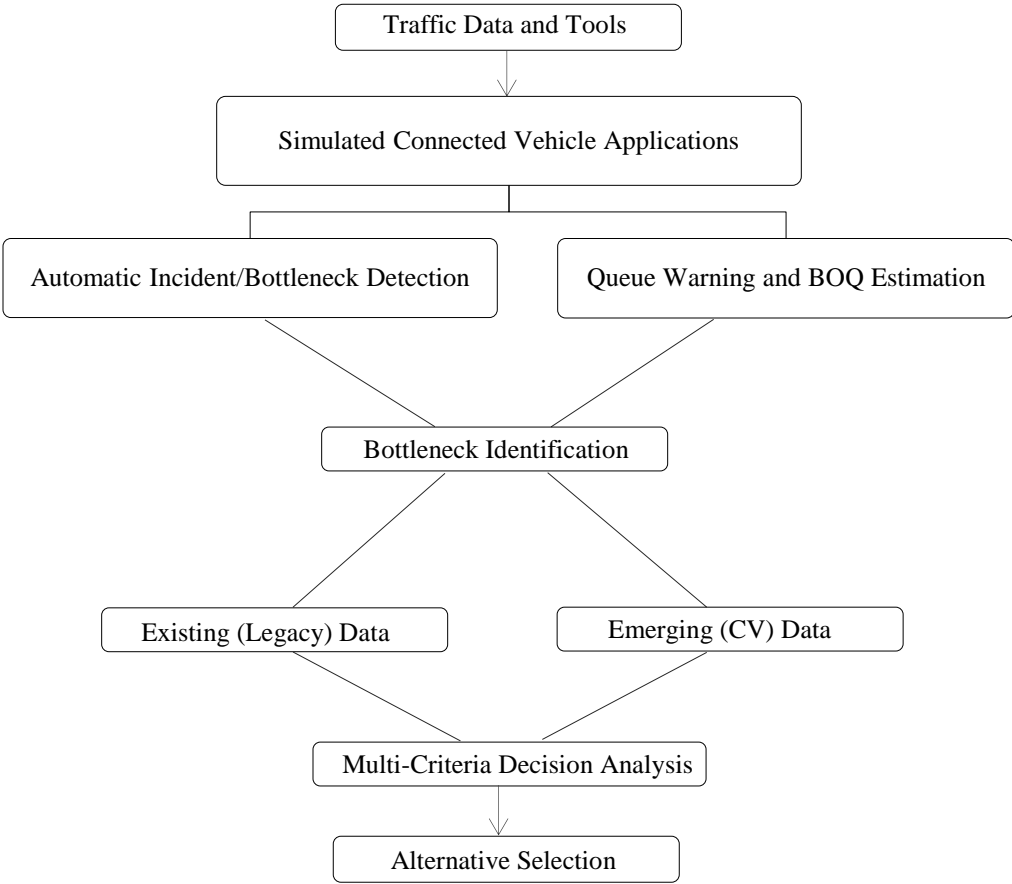 Traffic Data and Tools
Simulated Connected Vehicle Applications
Automatic Incident/Bottleneck Detection
Queue Warning and BOQ Estimation
Bottleneck Identification
Existing (Legacy) Data
Emerging (CV) Data
Multi-Criteria Decision Analysis
Alternative Selection